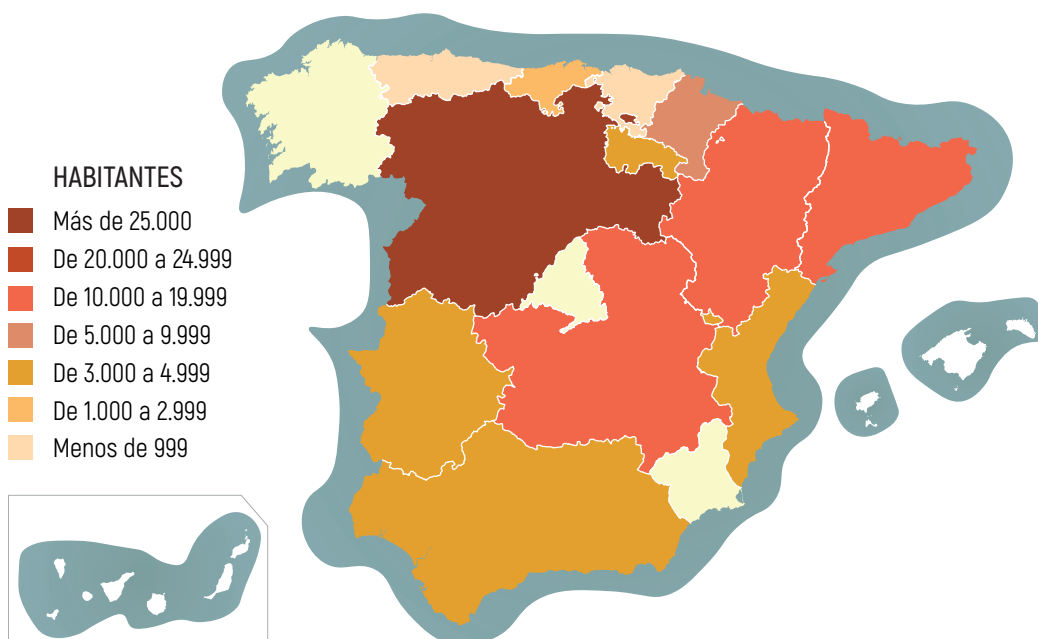 HABITANTES
Más de 25.000
De 20.000 a 24.999
De 10.000 a 19.999
De 5.000 a 9.999
De 3.000 a 4.999
De 1.000 a 2.999
Menos de 999